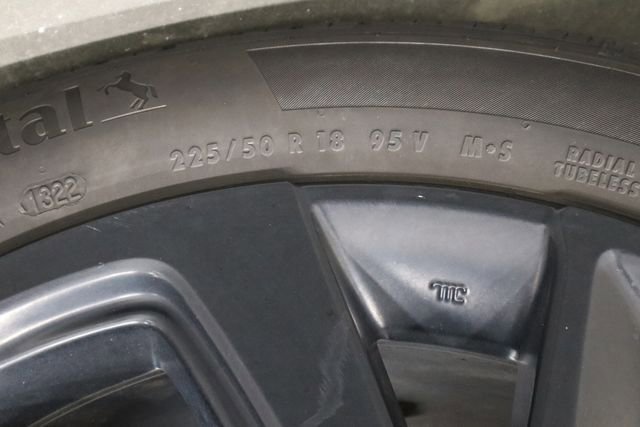 tal
1322
225/50 R 18 95 V M•S
RADIAL
TUBELESS